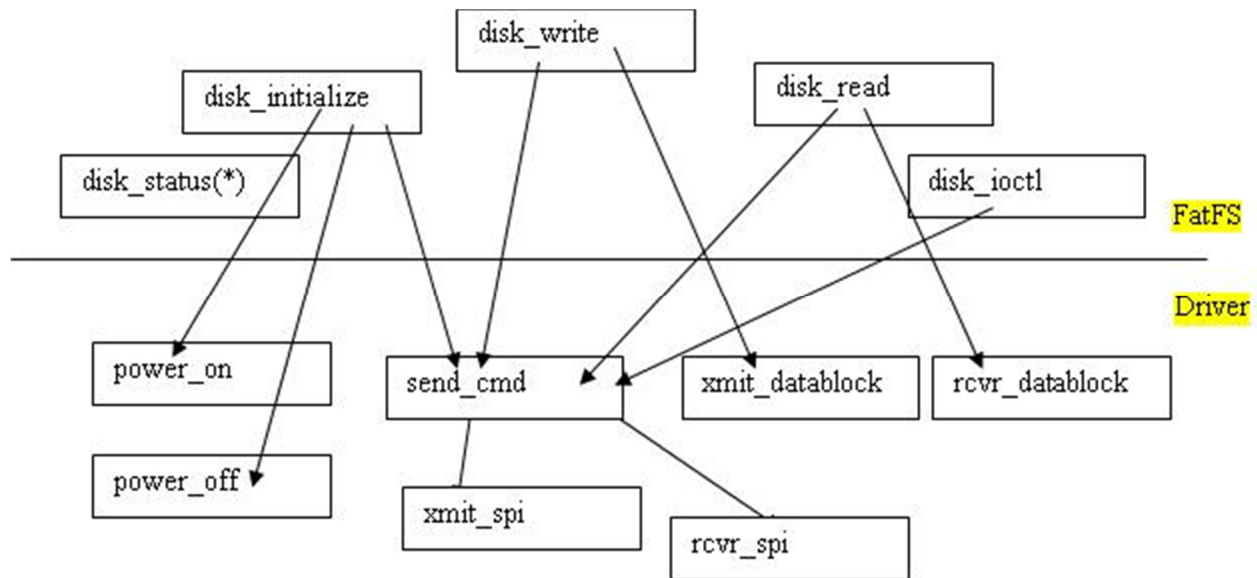 disk_write
disk_initialize
disk_read
disk_status(*)
disk_ioctl
FatFS
Driver
power_on
send_cmd
xmit_datablock
rcvr_datablock
power_off
xmit_spi
rcvr_spi